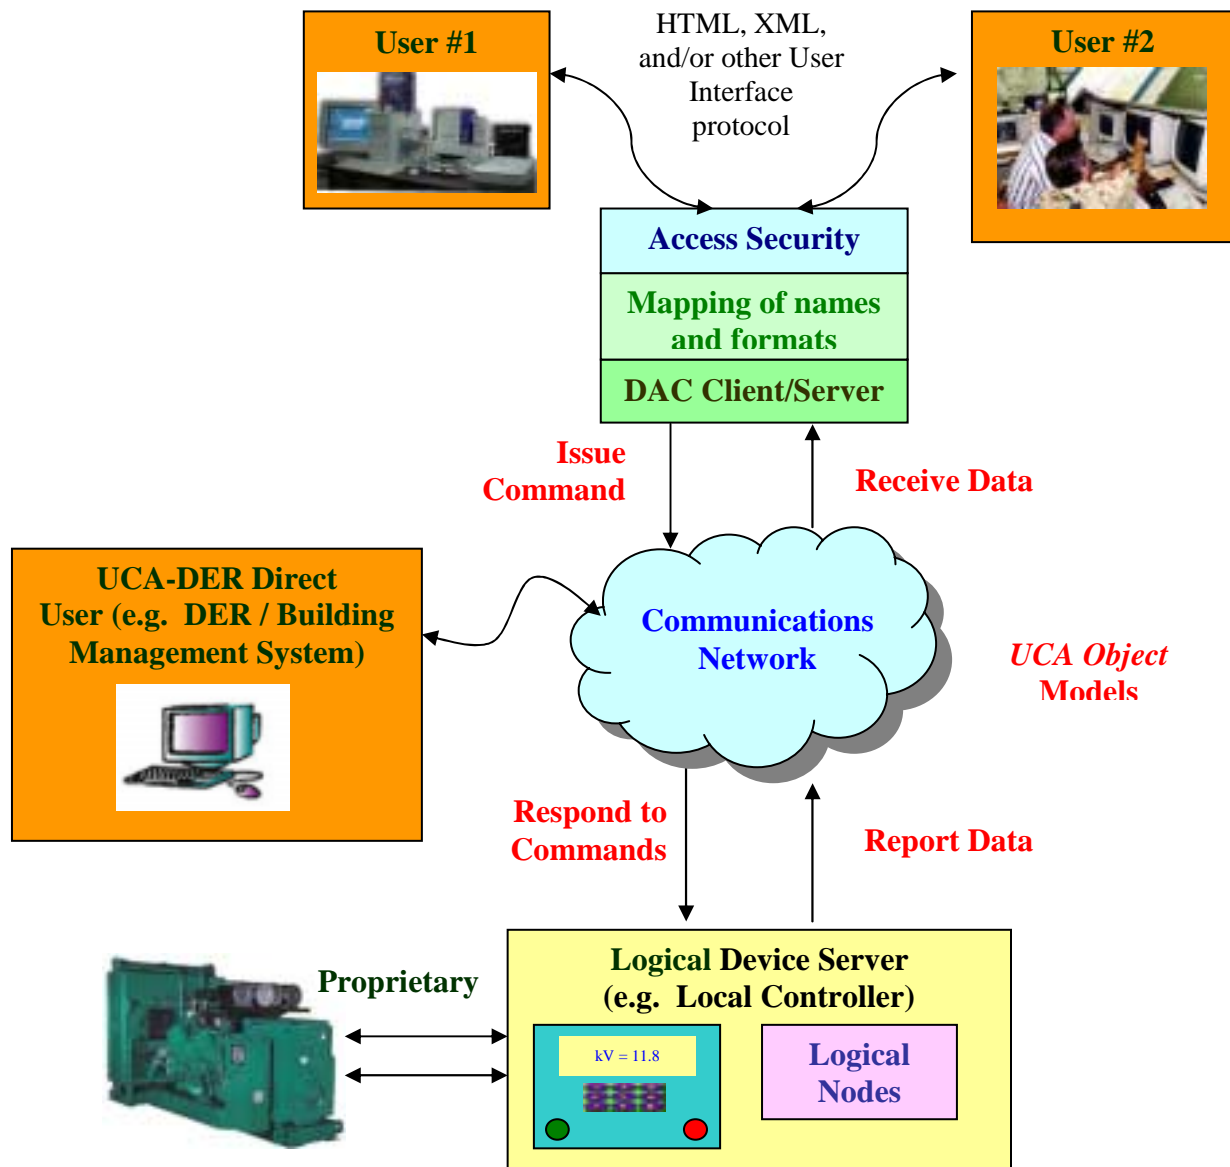 User #1
HTML, XML,
and/or other User
Interface
protocol
User #2
Access Security
Mapping of names
and formats
DAC Client/Server
Issue
Command
Receive Data
UCA-DER Direct
User (e.g. DER / Building
Management System)
Communications
Network
UCA Object
Models
Respond to
Commands
Report Data
Proprietary
Logical Device Server
(e.g. Local Controller)
kV = 11.8
Logical
Nodes